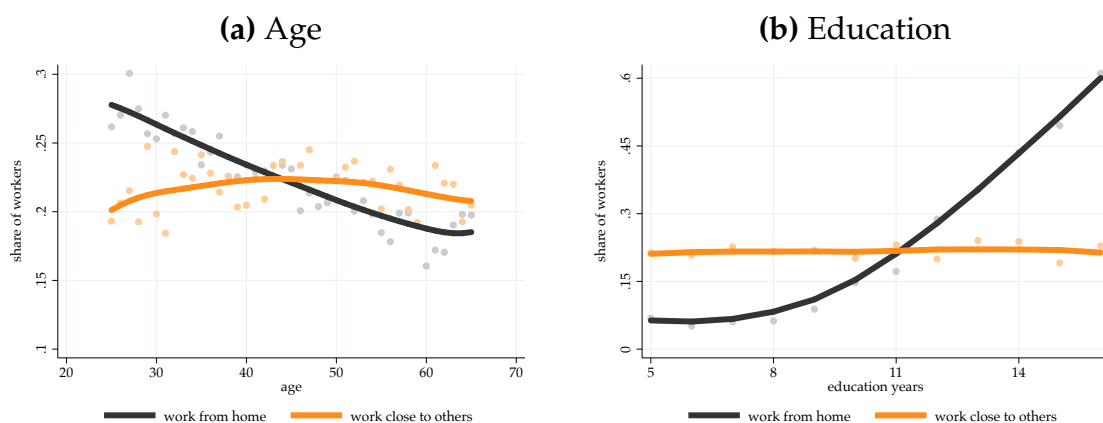 (a) Age
share of workers
.3
.25
.2
.15
.1
20 30 40 50 60 70
age
work from home work close to others
(b) Education
share of workers
.6
.45
.3
.15
0
5 8 11 14
education years
work from home work close to others